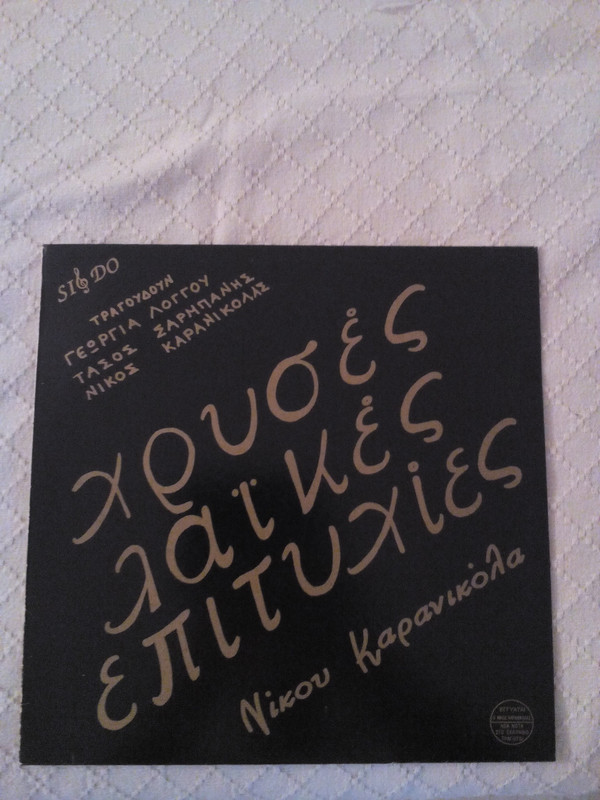 SI DO
ΤΡΑΓΟΥΔΟΥΝ
ΓΕΩΡΓΙΑ ΛΟΓΓΟΥ
ΤΑΣΟΣ ΣΑΡΗΠΑΝΗΣ
ΝΙΚΟΣ ΚΑΡΑΝΙΚΟΛΑΣ
χρυσές
λαϊκές
επιτυχίες
Νίκου Καρανικόλα